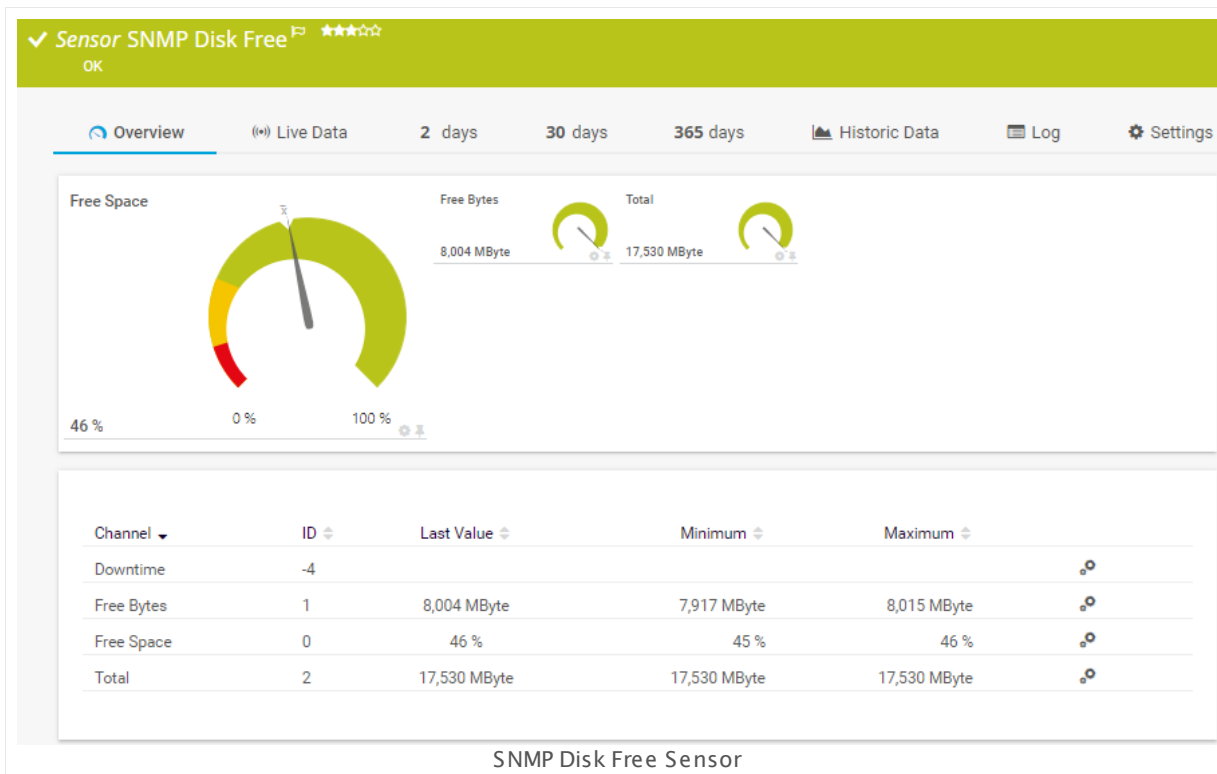 Sensor SNMP Disk Free
OK
Overview
Live Data
2 days
30 days
365 days
Historic Data
Log
Settings
Free Space
x
46 %
0 %
100 %
Free Bytes
8,004 MByte
Total
17,530 MByte
Channel ID Last Value Minimum Maximum
Downtime -4
Free Bytes 1 8,004 MByte 7,917 MByte 8,015 MByte
Free Space 0 46 % 45 % 46 %
Total 2 17,530 MByte 17,530 MByte 17,530 MByte
SNMP Disk Free Sensor